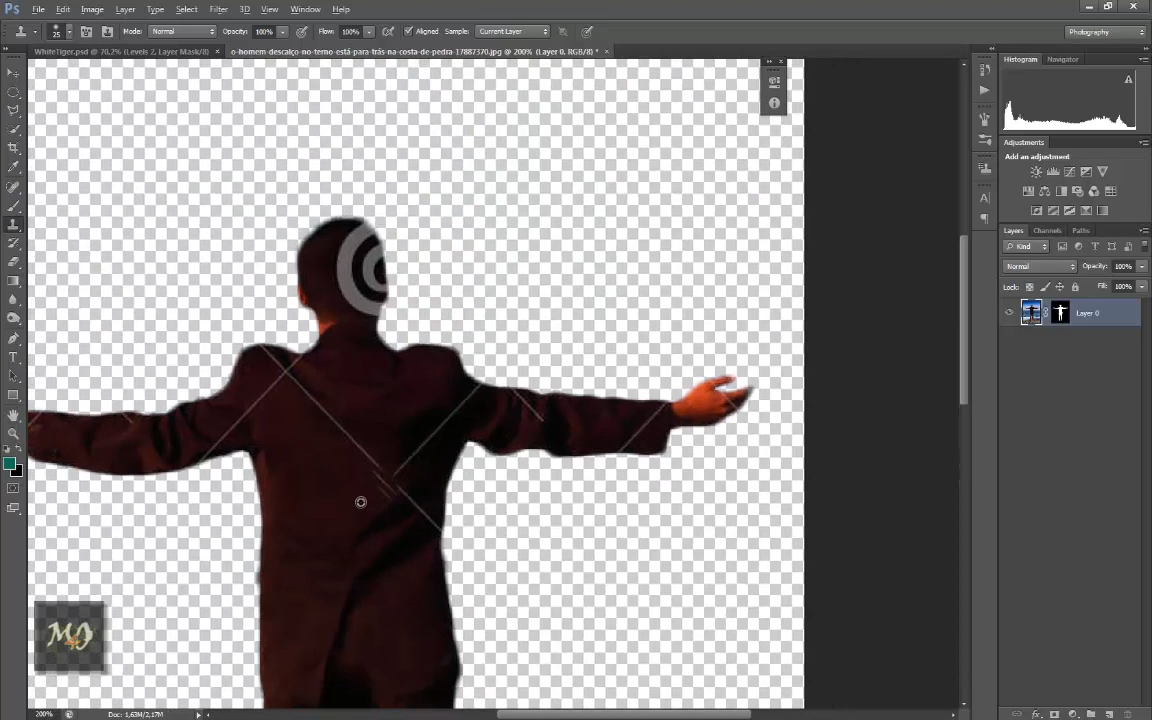 Ps File Edit Image Layer Type Select Filter 3D View Window Help
25 Mode: Normal Opacity: 100% Flow: 100% Aligned Sample: Current Layer Photography
WhiteTiger.psd @ 70,2% (Levels 2, Layer Mask/8) × o-homem-descalço-no-terno-está-para-trás-na-costa-de-pedra-17887370.jpg @ 200% (Layer 0, RGB/8) * ×
Histogram Navigator
Adjustments
Add an adjustment
Layers Channels Paths
Kind
Normal Opacity: 100%
Lock: Fill: 100%
Layer 0
MJ
200% Doc: 1,63M/2,17M